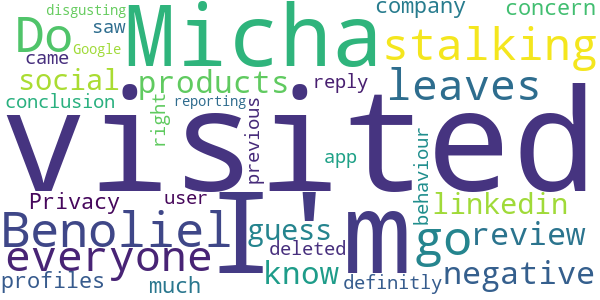 disgusting
company
concern
Do
saw
Google
Micha
stalking
came
social
products
reply
leaves
conclusion
reporting
right
previous
visited
app
behaviour
Privacy
user
I'm
linkedin
Benoliel
guess
go
review
everyone
deleted
know
negative
profiles
much
definitly